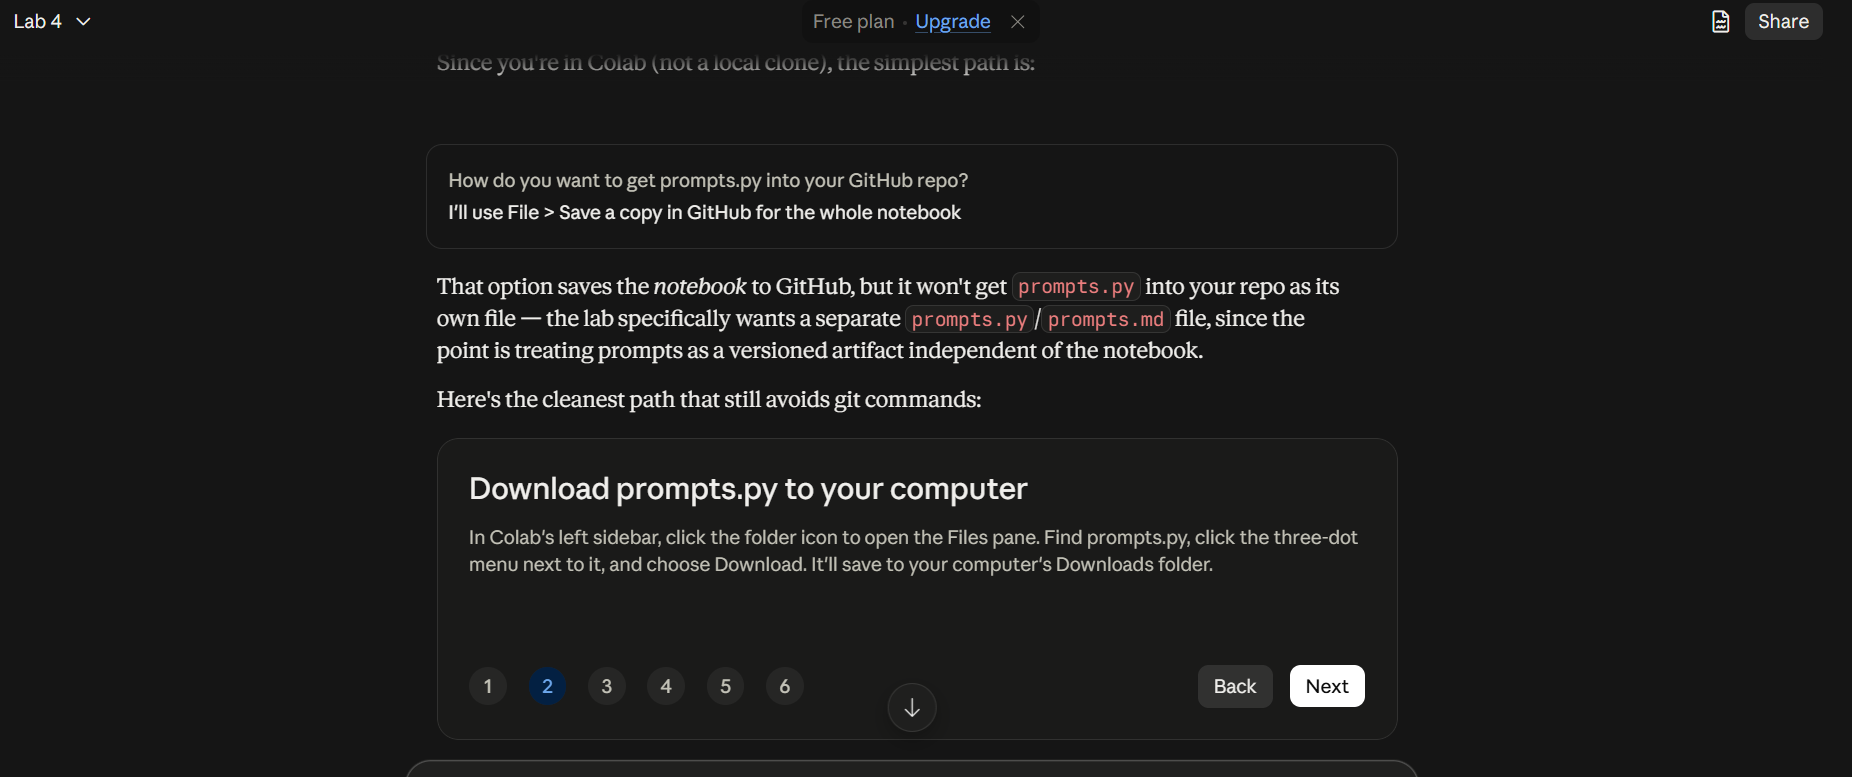 Lab 4
Free plan · Upgrade
Share
Since you're in Colab (not a local clone), the simplest path is:
How do you want to get prompts.py into your GitHub repo?
I'll use File > Save a copy in GitHub for the whole notebook
That option saves the notebook to GitHub, but it won't get prompts.py into your repo as its
own file — the lab specifically wants a separate prompts.py/prompts.md file, since the
point is treating prompts as a versioned artifact independent of the notebook.
Here's the cleanest path that still avoids git commands:
Download prompts.py to your computer
In Colab's left sidebar, click the folder icon to open the Files pane. Find prompts.py, click the three-dot
menu next to it, and choose Download. It'll save to your computer's Downloads folder.
1 2 3 4 5 6 Back Next